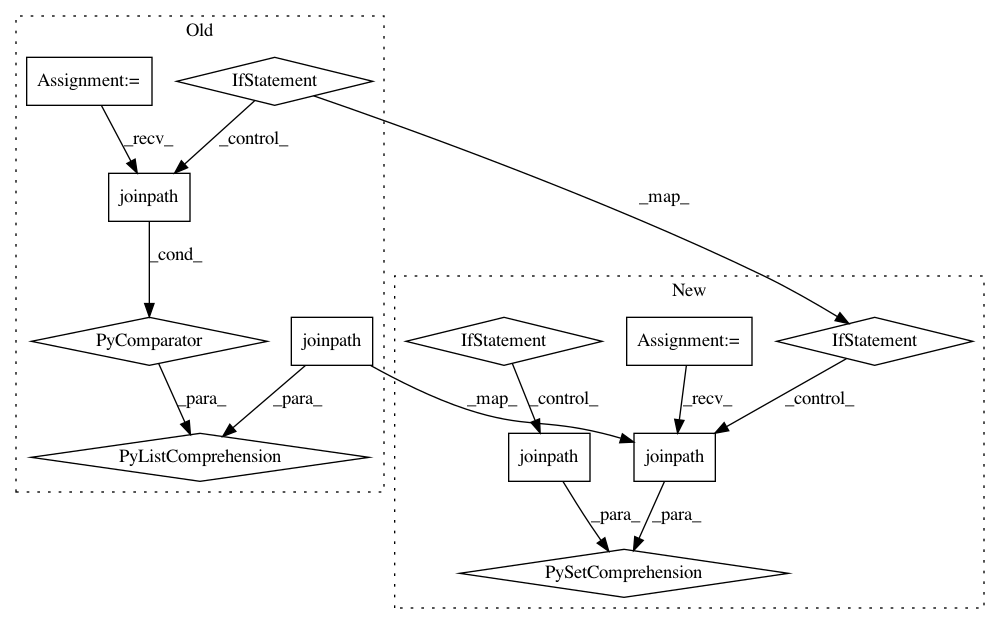 Old
Assignment:=
IfStatement
_recv_
_control_
joinpath
_map_
_cond_
New
PyComparator
joinpath
IfStatement
Assignment:=
IfStatement
_para_
_para_
_map_
_control_
_recv_
_control_
PyListComprehension
joinpath
joinpath
_para_
_para_
PySetComprehension